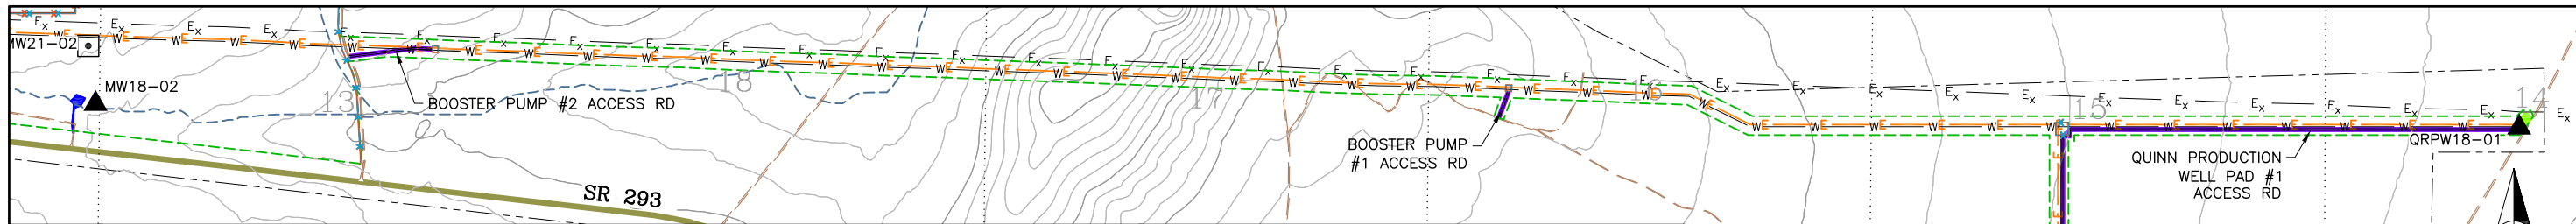 MW21-02
MW18-02
13
BOOSTER PUMP #2 ACCESS RD
18
SR 293
17
BOOSTER PUMP
#1 ACCESS RD
16
15
14
QRPW18-01
QUINN PRODUCTION
WELL PAD #1
ACCESS RD